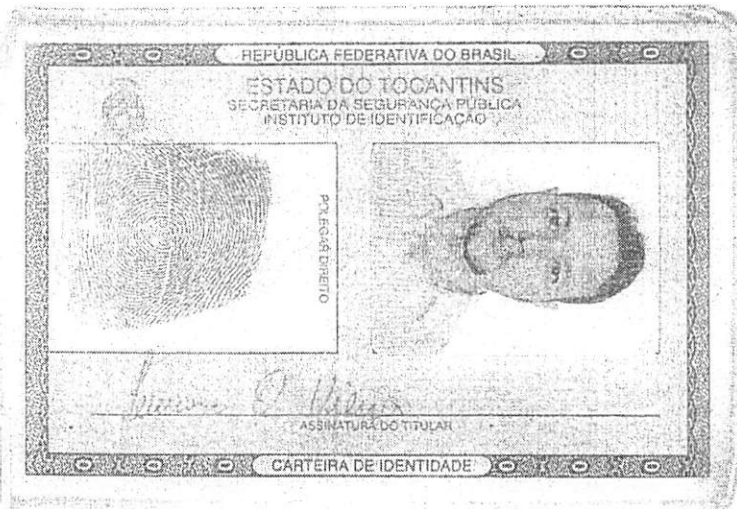 REPÚBLICA FEDERATIVA DO BRASIL
ESTADO DO TOCANTINS
SECRETARIA DA SEGURANÇA PÚBLICA
INSTITUTO DE IDENTIFICAÇÃO
POLEGAR DIREITO
ASSINATURA DO TITULAR
CARTEIRA DE IDENTIDADE